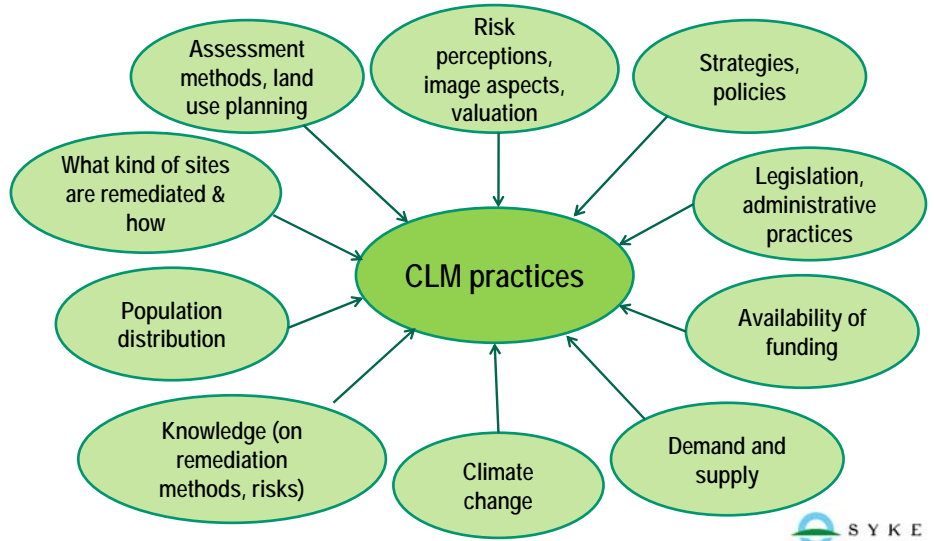 Assessment
methods, land
use planning
Risk
perceptions,
image aspects,
valuation
Strategies,
policies
What kind of sites
are remediated &
how
Legislation,
administrative
practices
CLM practices
Population
distribution
Availability of
funding
Knowledge (on
remediation
methods, risks)
Climate
change
Demand and
supply
SYKE